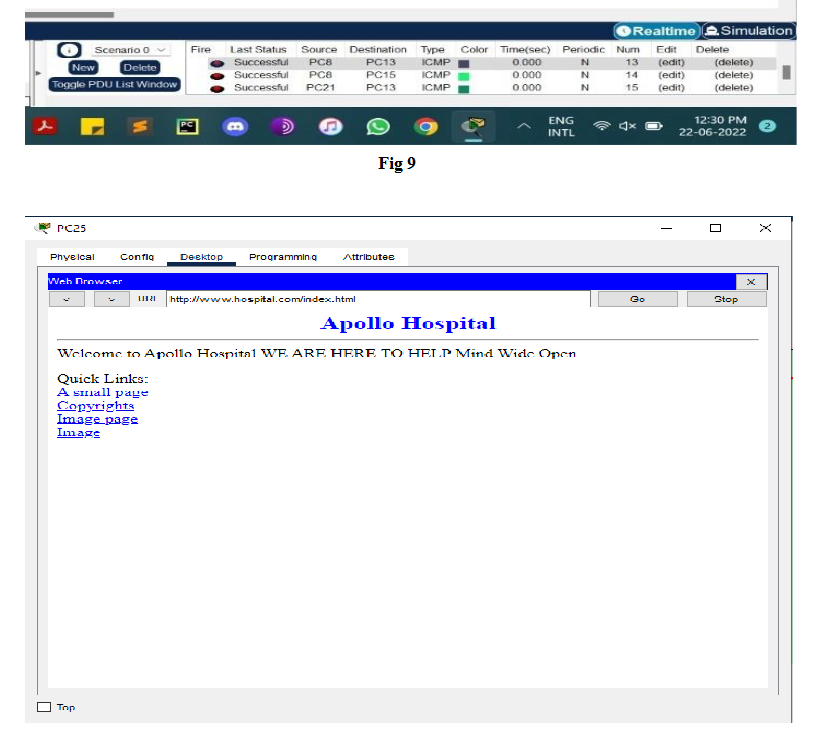 Realtime Simulation
Scenario 0 Fire Last Status Source Destination Type Color Time(sec) Periodic Num Edit Delete
New Delete Successful PC8 PC13 ICMP 0.000 N 13 (edit) (delete)
Successful PC8 PC15 ICMP 0.000 N 14 (edit) (delete)
Toggle PDU List Window Successful PC21 PC13 ICMP 0.000 N 15 (edit) (delete)
PC ENG INTL 12:30 PM 22-06-2022 2
Fig 9
PC25
Physical Config Desktop Programming Attributes
Web Browser X
< > URL http://www.hospital.com/index.html Go Stop
Apollo Hospital
Welcome to Apollo Hospital WE ARE HERE TO HELP Mind Wide Open
Quick Links:
A small page
Copyrights
Image page
Image
Top